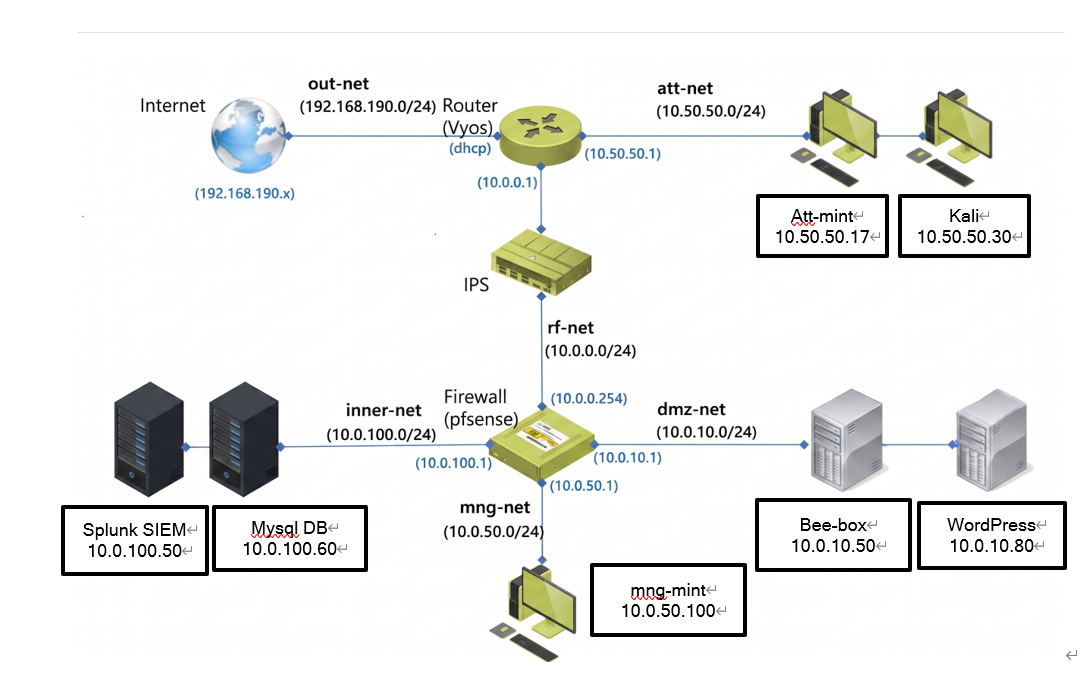 out-net
(192.168.190.0/24)
Internet
Router
(Vyos)
(dhcp)
(192.168.190.x)
att-net
(10.50.50.0/24)
(10.50.50.1)
(10.0.0.1)
Att-mint
10.50.50.17
Kali
10.50.50.30
IPS
rf-net
(10.0.0.0/24)
Firewall
(pfsense)
(10.0.0.254)
inner-net
(10.0.100.0/24)
(10.0.100.1)
dmz-net
(10.0.10.0/24)
(10.0.10.1)
(10.0.50.1)
mng-net
(10.0.50.0/24)
Splunk SIEM
10.0.100.50
Mysql DB
10.0.100.60
Bee-box
10.0.10.50
WordPress
10.0.10.80
mng-mint
10.0.50.100